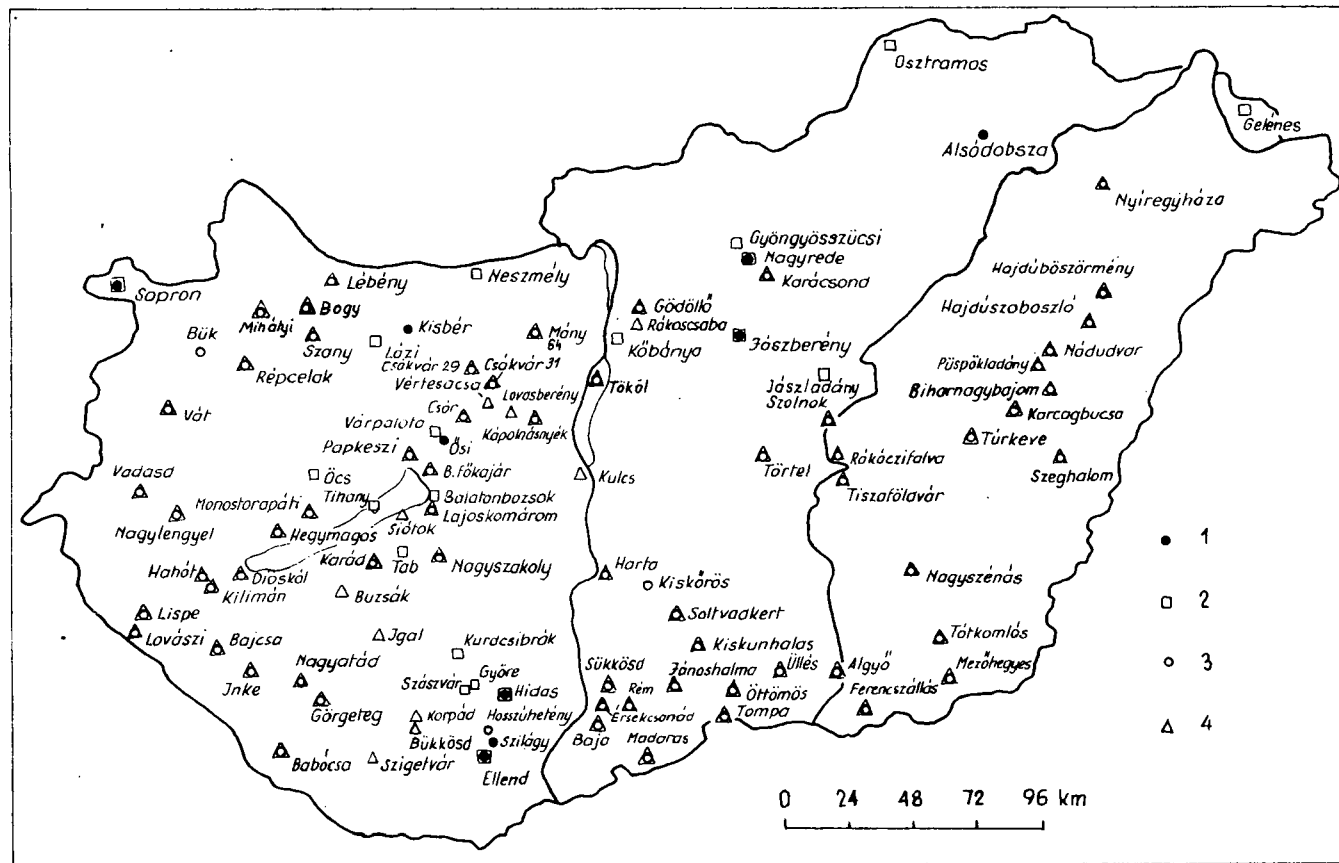 Osztramos
Gelénes
Alsódobsza
Nyíregyháza
Gyöngyösszücsi
Nagyrede
Karácsond
Hajdúböszörmény
Hajdúszoboszló
Nádudvar
Püspökladány
Biharnagybajom
Karcagbucsa
Túrkeve
Szeghalom
Sopron
Lébény
Neszmély
Mihályi
Bogy
Szany
Bük
Répcelak
Lázi
Kisbér
Mány
64
Gödöllő
Rákoscsaba
Kőbánya
Jászberény
Jászladány
Szolnok
Csákvár 29
Csákvár 31
Vértesacsa
Lovasberény
Tököl
Vát
Várpalota
Csór
Kápolnásnyék
Ősi
Papkeszi
B.főkajár
Kulcs
Törtel
Rákóczifalva
Tiszaföldvár
Vadasd
Öcs
Tihany
Balatonbozsok
Lajoskomárom
Monostorapáti
Nagylengyel
Hegymagos
Siótok
Karád
Tab
Nagyszakoly
Hahót
Dioskál
Kilimán
Buzsák
Harta
Kiskőrös
Nagyszénás
Lispe
Lovászi
Bajcsa
Igal
Kurdcsibrák
Soltvadkert
Kiskunhalas
Tótkomlós
Inke
Nagyatád
Görgeteg
Szászvár
Györe
Hidas
Sükkösd
Rém
Jánoshalma
Üllés
Öttömös
Algyő
Mezőhegyes
Ferencszállás
Korpád
Bükkösd
Hosszúhetény
Szilágy
Érsekcsanád
Baja
Madaras
Tompa
Babócsa
Szigetvár
Ellend
1
2
3
4
0 24 48 72 96 km